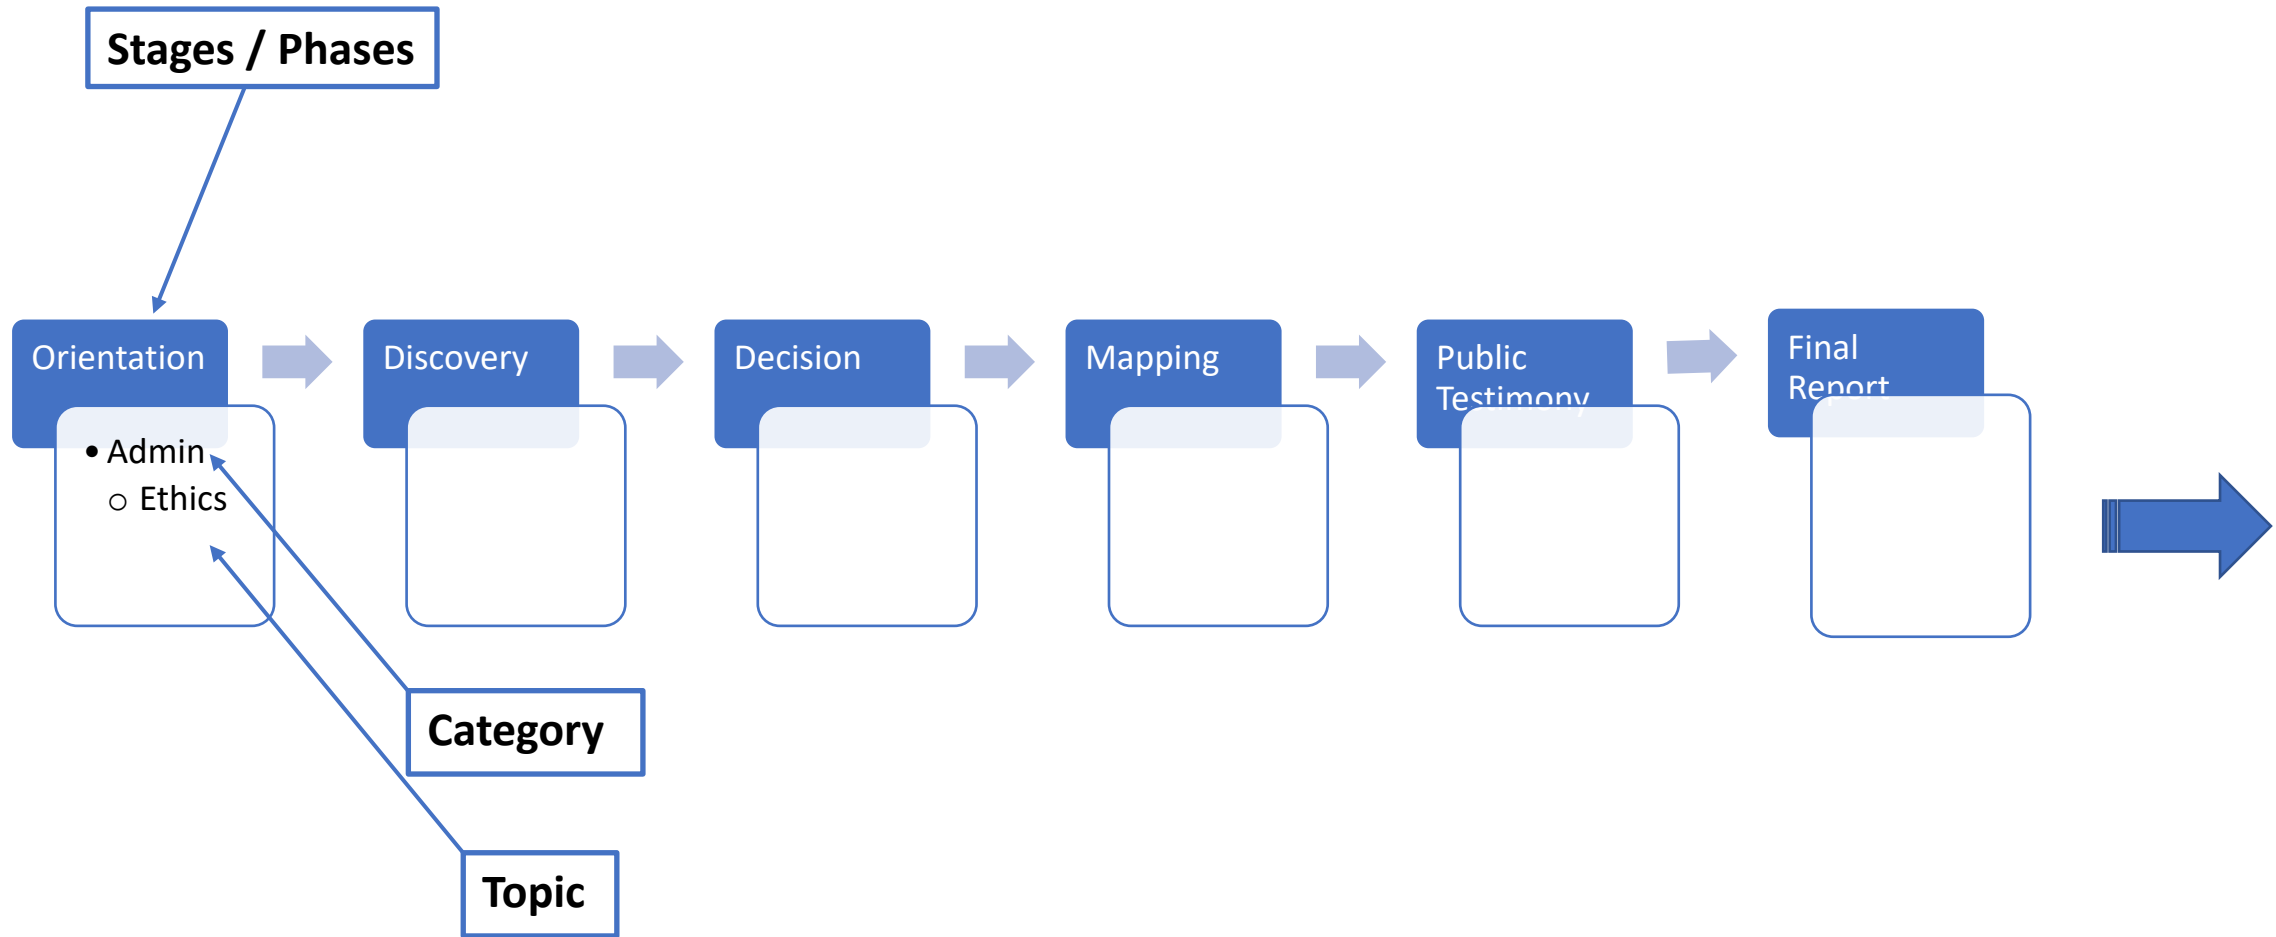 Stages / Phases
Orientation
Discovery
Decision
Mapping
Public
Testimony
Final
Report
• Admin
o Ethics
Category
Topic